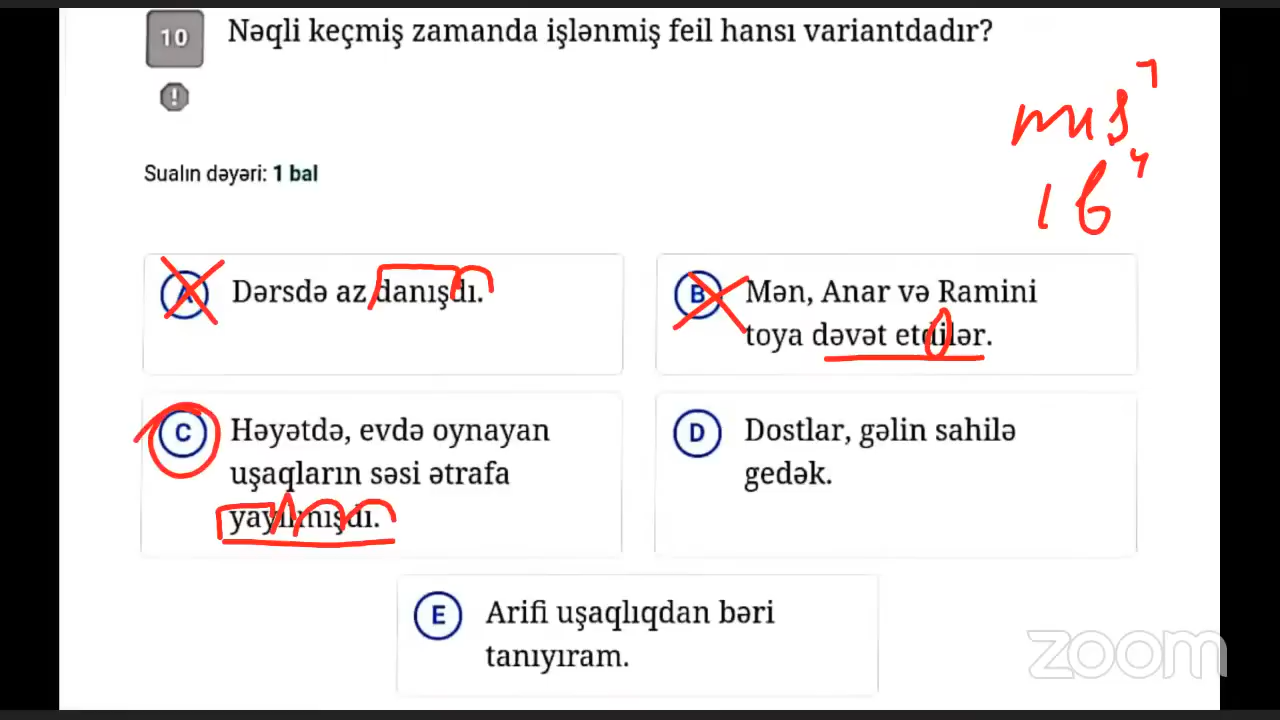 10
Nəqli keçmiş zamanda işlənmiş feil hansı variantdadır?
mış⁴
ıb⁴
Sualın dəyəri: 1 bal
A
Dərsdə az danışdı.
B
Mən, Anar və Ramini
toya dəvət etdilər.
C
Həyətdə, evdə oynayan
uşaqların səsi ətrafa
yayılmışdı.
D
Dostlar, gəlin sahilə
gedək.
E
Arifi uşaqlıqdan bəri
tanıyıram.
zoom